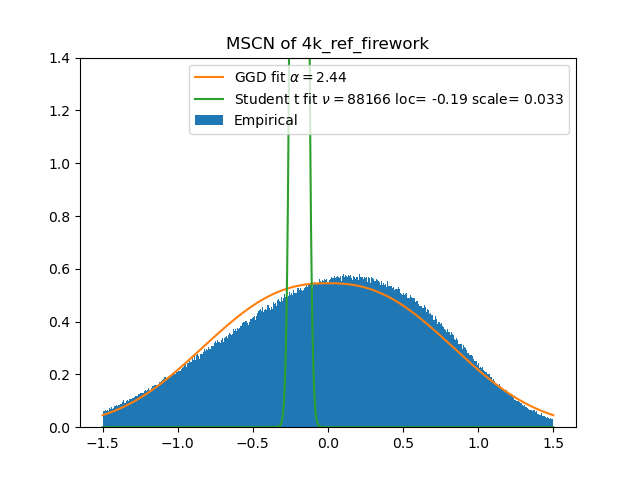 MSCN of 4k_ref_firework
GGD fit α = 2.44
Student t fit ν = 88166 loc= -0.19 scale= 0.033
Empirical
1.4
1.2
1.0
0.8
0.6
0.4
0.2
0.0
−1.5 −1.0 −0.5 0.0 0.5 1.0 1.5